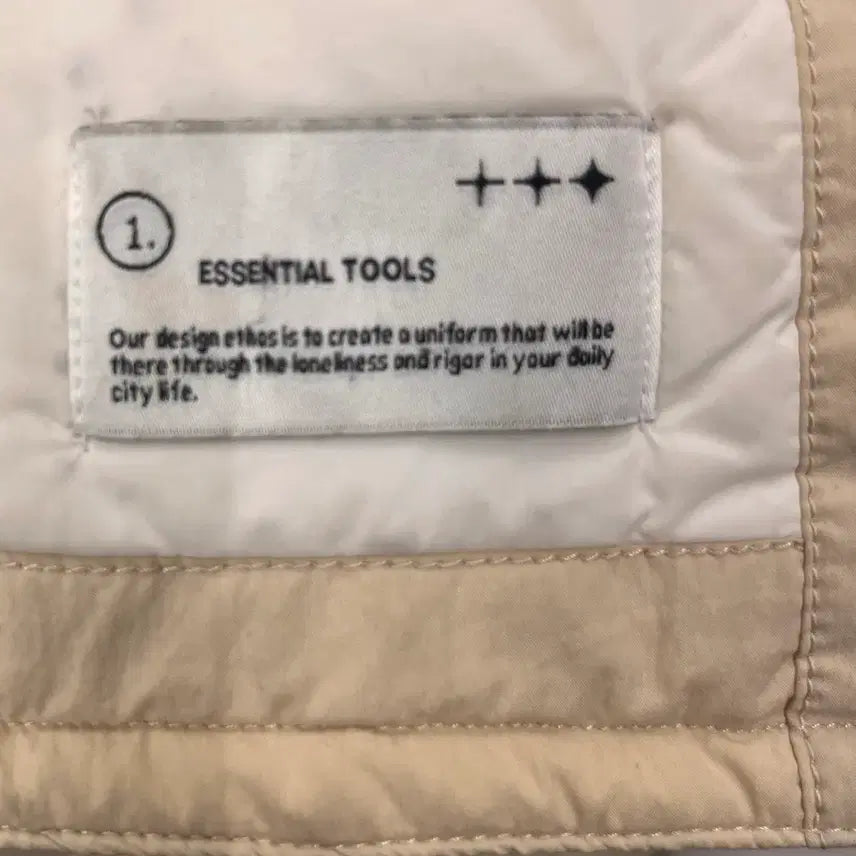 1.
ESSENTIAL TOOLS
Our design ethos is to create a uniform that will be
there through the loneliness and rigor in your daily
city life.